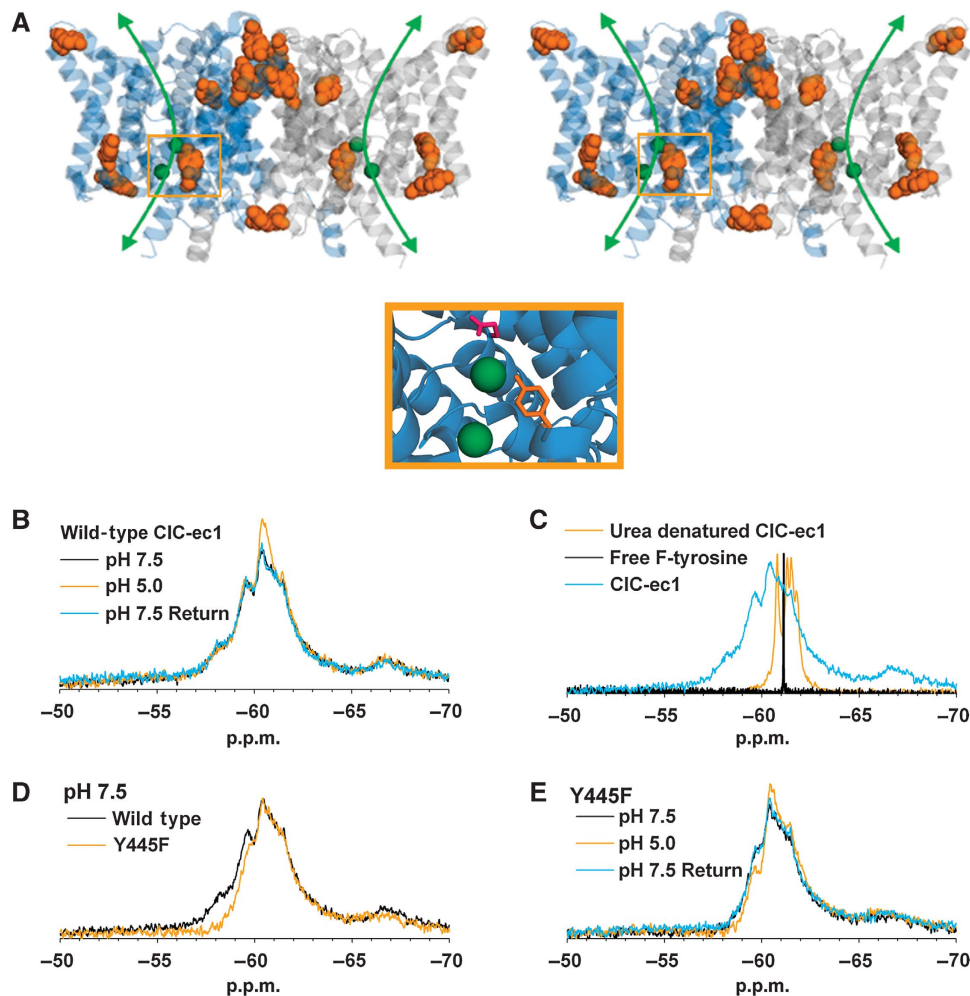 A
B
Wild-type ClC-ec1
pH 7.5
pH 5.0
pH 7.5 Return
–50 –55 –60 –65 –70
p.p.m.
C
Urea denatured ClC-ec1
Free F-tyrosine
ClC-ec1
–50 –55 –60 –65 –70
p.p.m.
D
pH 7.5
Wild type
Y445F
–50 –55 –60 –65 –70
p.p.m.
E
Y445F
pH 7.5
pH 5.0
pH 7.5 Return
–50 –55 –60 –65 –70
p.p.m.